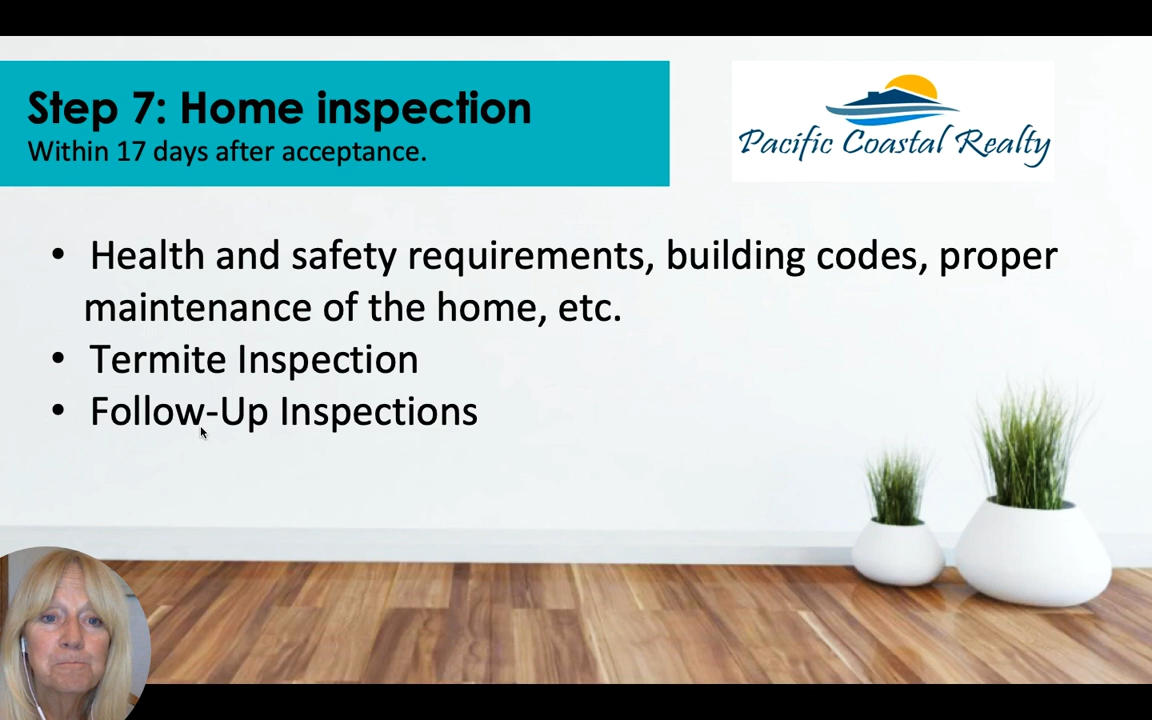 Step 7: Home inspection
Within 17 days after acceptance.
Pacific Coastal Realty
• Health and safety requirements, building codes, proper
maintenance of the home, etc.
• Termite Inspection
• Follow-Up Inspections